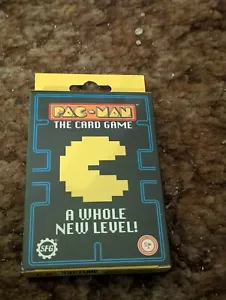 PAC-MAN
THE CARD GAME
A WHOLE
NEW LEVEL!
SFG